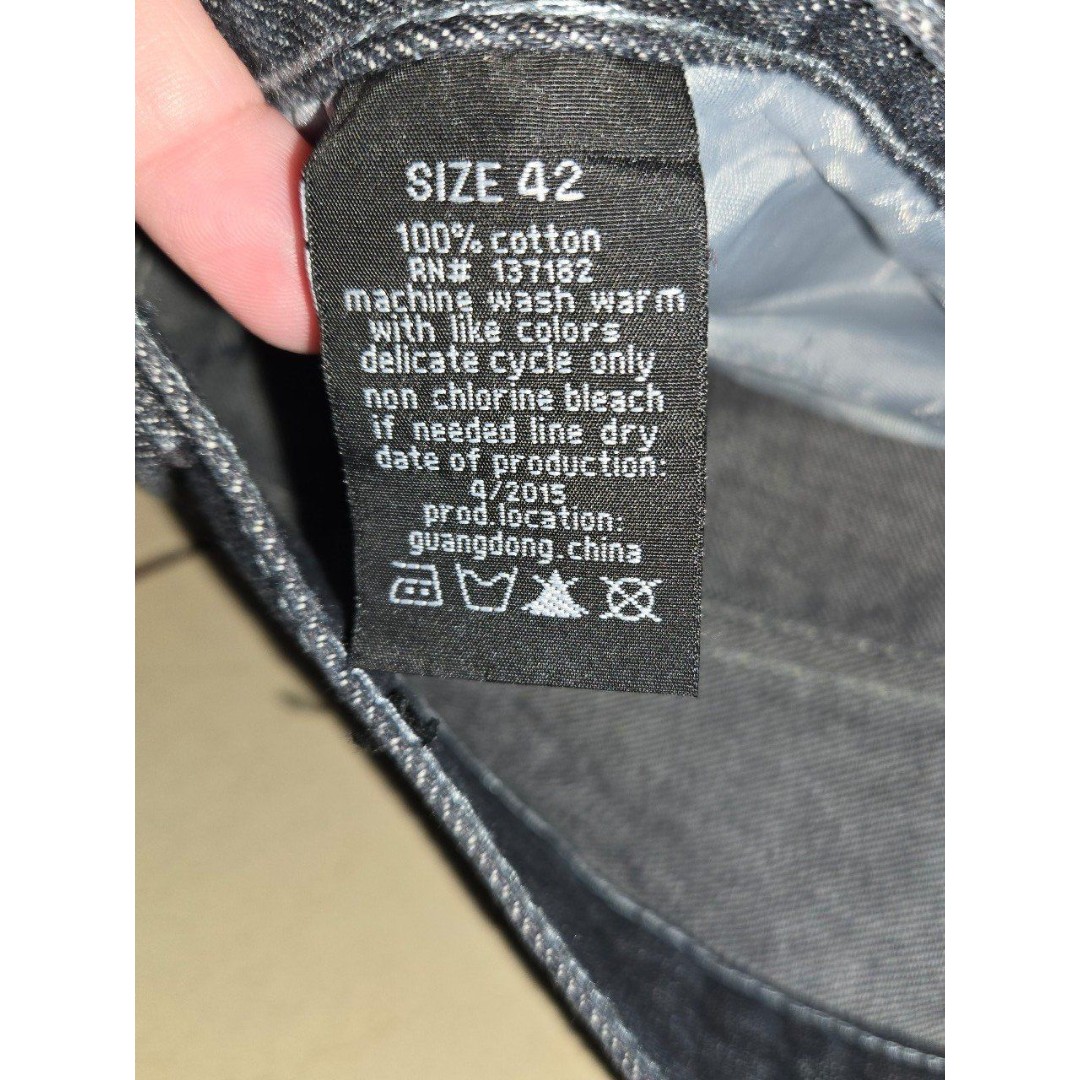 SIZE 42
100% cotton
RN# 137182
machine wash warm
with like colors
delicate cycle only
non chlorine bleach
if needed line dry
date of production:
4/2015
prod.location:
guangdong.china